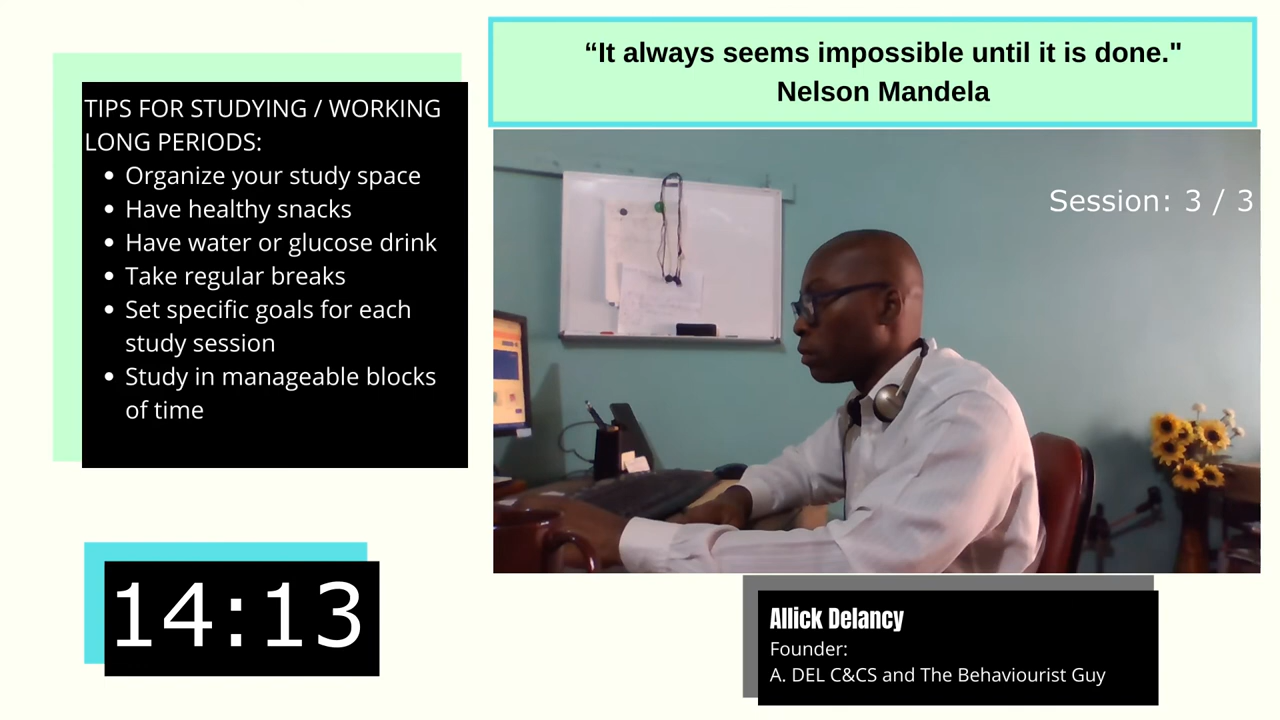 “It always seems impossible until it is done."
Nelson Mandela
TIPS FOR STUDYING / WORKING
LONG PERIODS:
• Organize your study space
• Have healthy snacks
• Have water or glucose drink
• Take regular breaks
• Set specific goals for each
study session
• Study in manageable blocks
of time
Session: 3 / 3
14:13
Allick Delancy
Founder:
A. DEL C&CS and The Behaviourist Guy